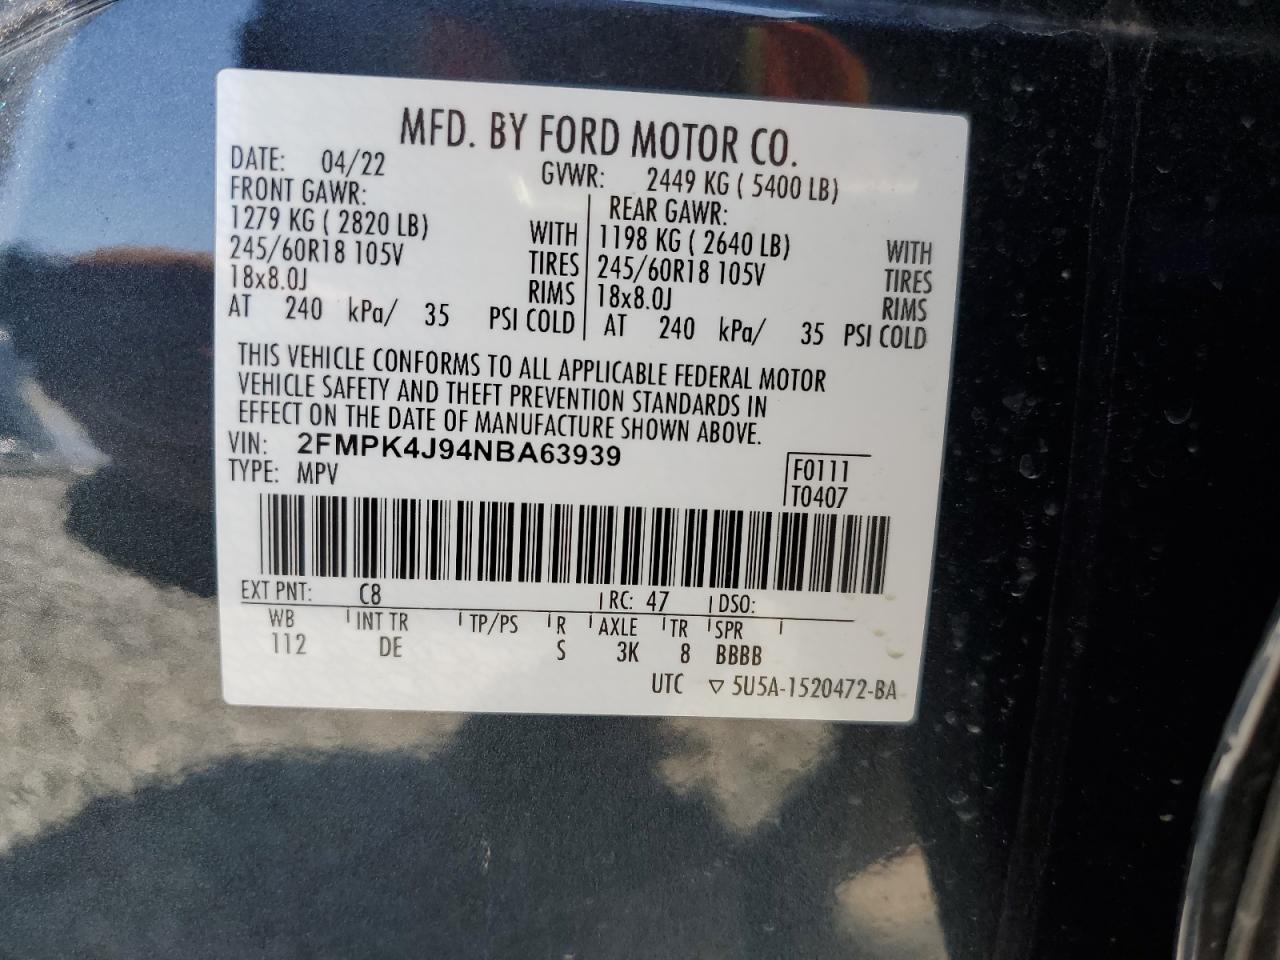 MFD. BY FORD MOTOR CO.
DATE: 04/22 GVWR: 2449 KG ( 5400 LB)
FRONT GAWR: REAR GAWR:
1279 KG ( 2820 LB) WITH 1198 KG ( 2640 LB) WITH
245/60R18 105V TIRES 245/60R18 105V TIRES
18x8.0J RIMS 18x8.0J RIMS
AT 240 kPa/ 35 PSI COLD AT 240 kPa/ 35 PSI COLD
THIS VEHICLE CONFORMS TO ALL APPLICABLE FEDERAL MOTOR
VEHICLE SAFETY AND THEFT PREVENTION STANDARDS IN
EFFECT ON THE DATE OF MANUFACTURE SHOWN ABOVE.
VIN: 2FMPK4J94NBA63939
TYPE: MPV F0111
T0407
EXT PNT: C8 RC: 47 DSO:
WB INT TR TP/PS R AXLE TR SPR
112 DE S 3K 8 BBBB
UTC ▽ 5U5A-1520472-BA